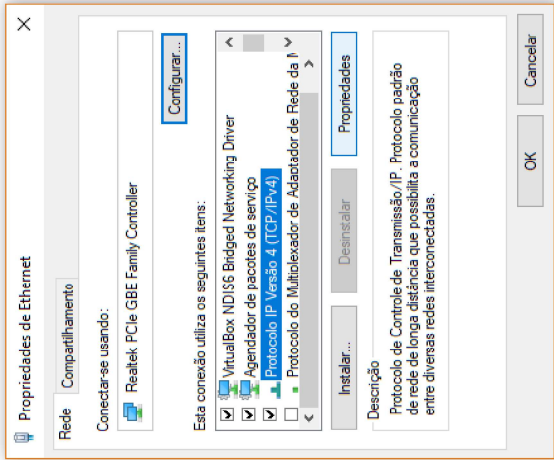 Propriedades de Ethernet
Rede
Compartilhamento
Conectar-se usando:
Realtek PCIe GBE Family Controller
Configurar...
Esta conexão utiliza os seguintes itens:
VirtualBox NDIS6 Bridged Networking Driver
Agendador de pacotes de serviço
Protocolo IP Versão 4 (TCP/IPv4)
Protocolo do Multiplexador de Adaptador de Rede da
Instalar...
Desinstalar
Propriedades
Descrição
Protocolo de Controle de Transmissão/IP. Protocolo padrão
de rede de longa distância que possibilita a comunicação
entre diversas redes interconectadas.
OK
Cancelar